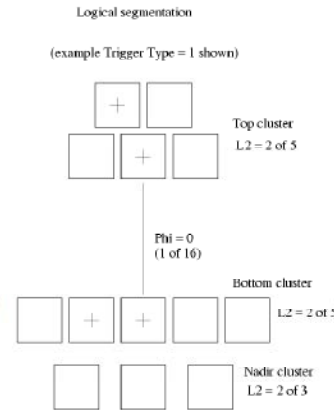 Logical segmentation
(example Trigger Type = 1 shown)
Top cluster
L2 = 2 of 5
Phi = 0
(1 of 16)
Bottom cluster
L2 = 2 of 5
Nadir cluster
L2 = 2 of 3